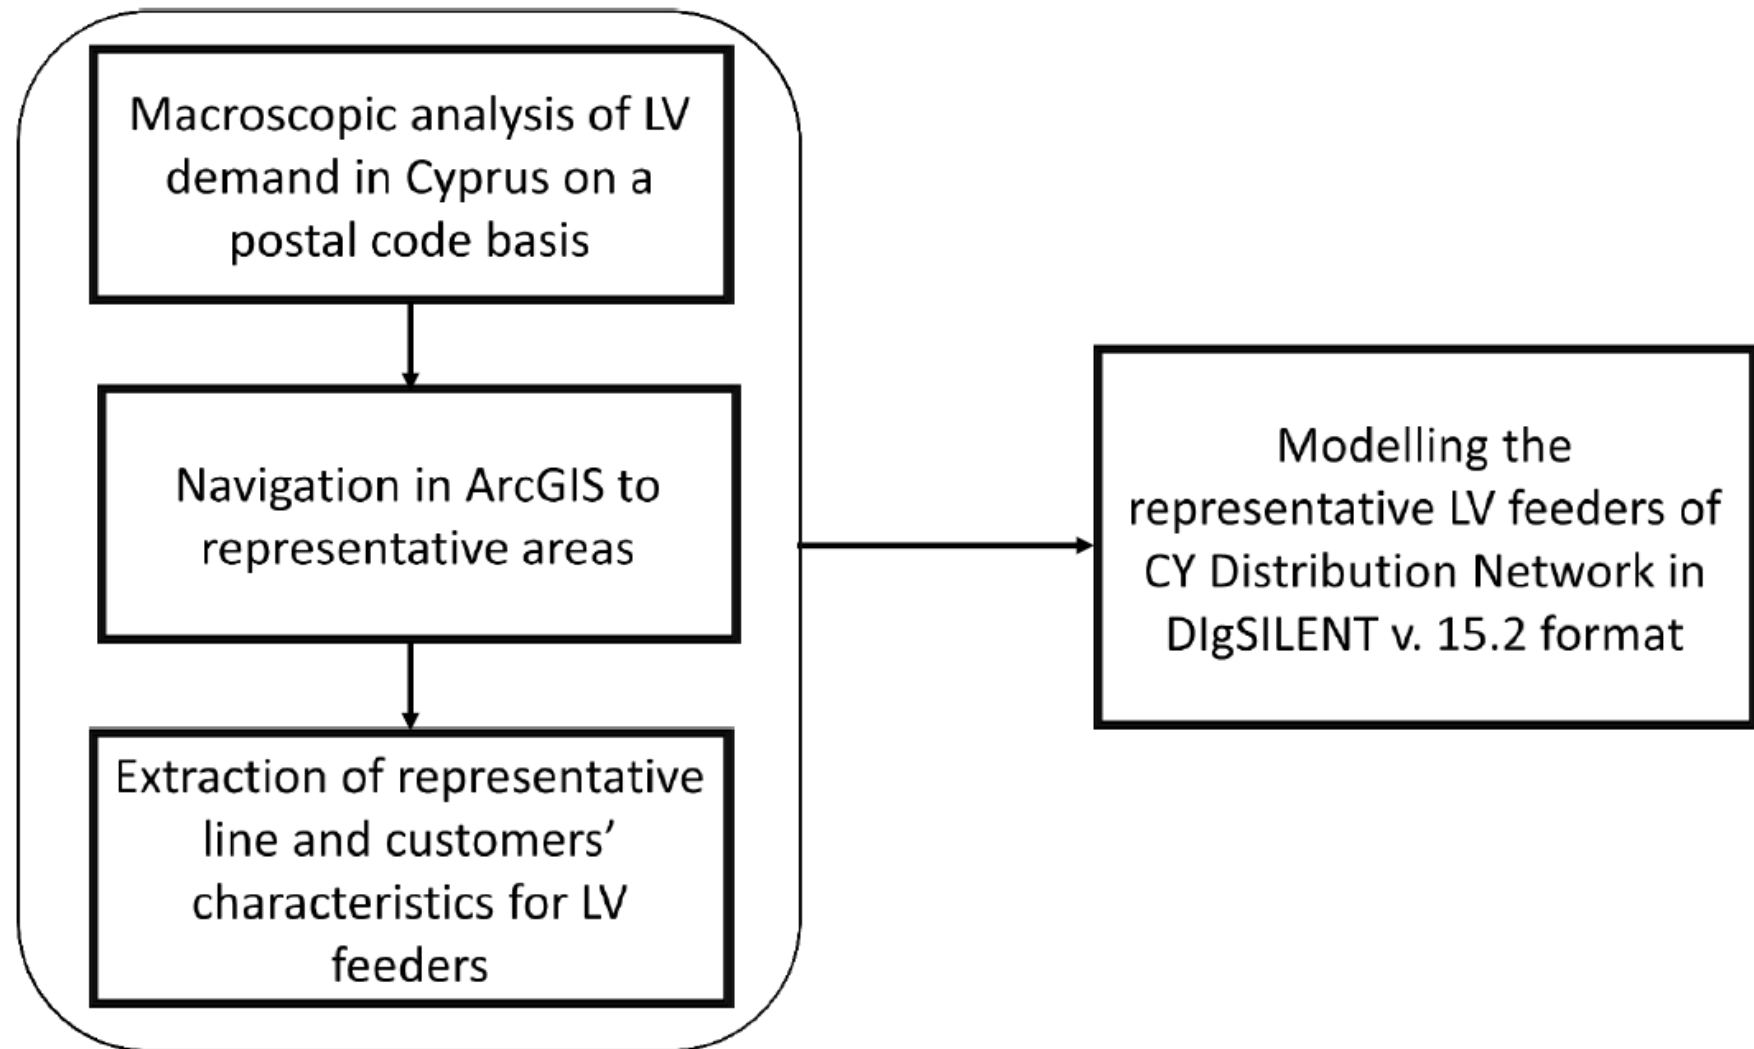 Macroscopic analysis of LV
demand in Cyprus on a
postal code basis
Navigation in ArcGIS to
representative areas
Extraction of representative
line and customers’
characteristics for LV
feeders
Modelling the
representative LV feeders of
CY Distribution Network in
DIgSILENT v. 15.2 format